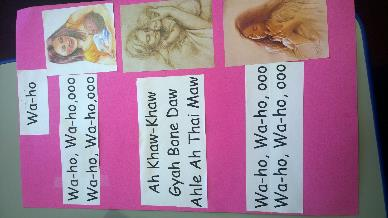 Wa-ho
Wa-ho, Wa-ho,ooo
Wa-ho, Wa-ho,ooo
Ah Khaw-Khaw
Gyah Bone Daw
Ahle Ah Thai Maw
Wa-ho, Wa-ho, ooo
Wa-ho, Wa-ho, ooo